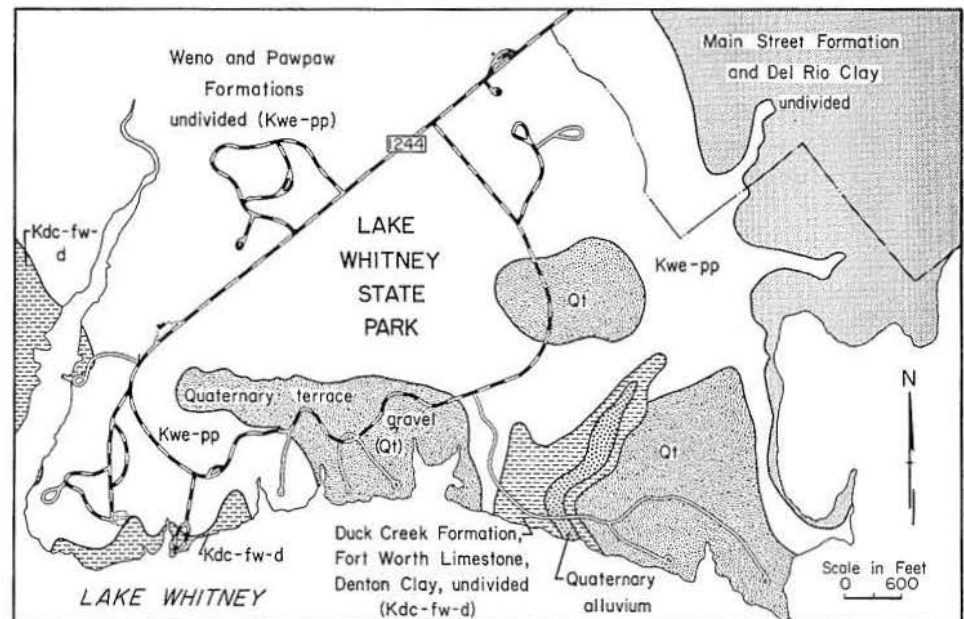 Weno and Pawpaw
Formations
undivided (Kwe-pp)
Main Street Formation
and Del Rio Clay
undivided
1244
Kdc-fw-
d
LAKE
WHITNEY
STATE
PARK
Kwe-pp
Qt
N
Quaternary terrace
gravel
(Qt)
Kwe-pp
Qt
Kdc-fw-d
Duck Creek Formation,
Fort Worth Limestone,
Denton Clay, undivided
(Kdc-fw-d)
Quaternary
alluvium
Scale in Feet
0 600
LAKE WHITNEY